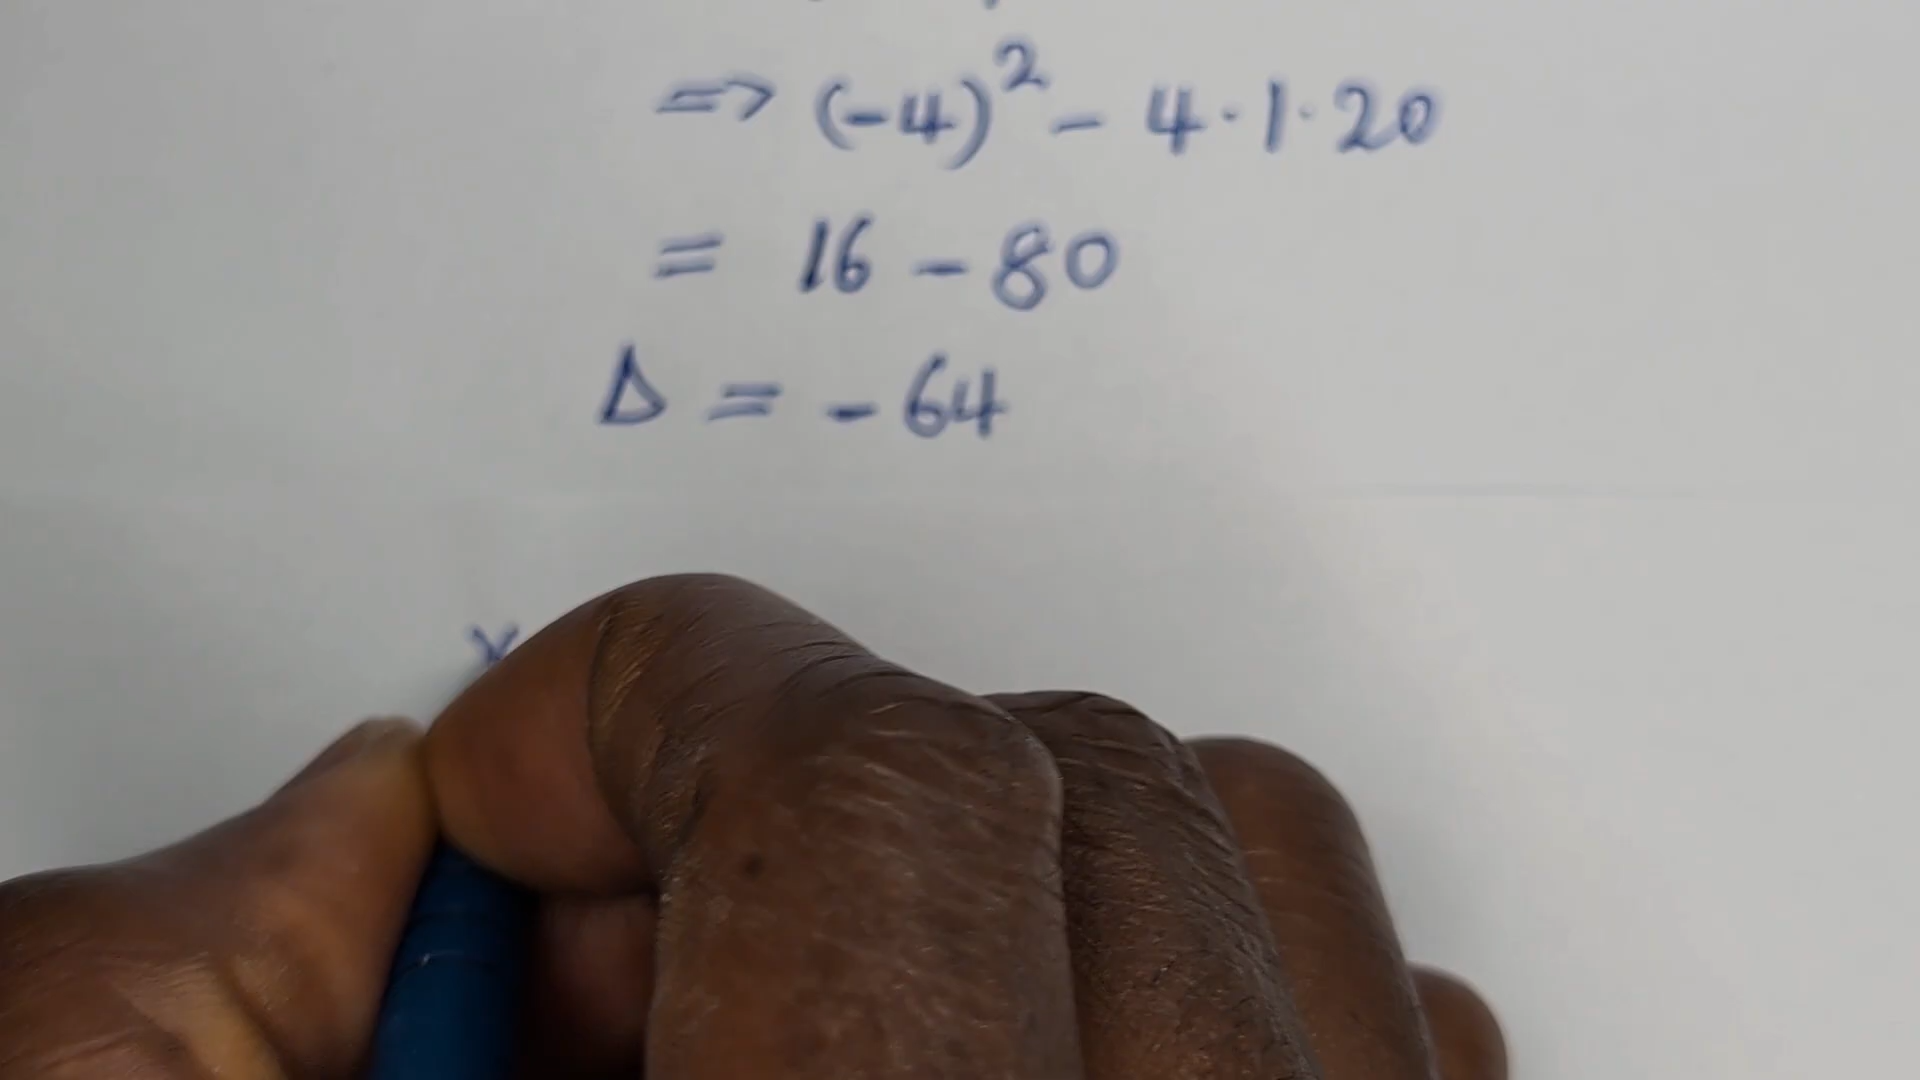 => (-4)² - 4·1·20
= 16 - 80
Δ = - 64
x